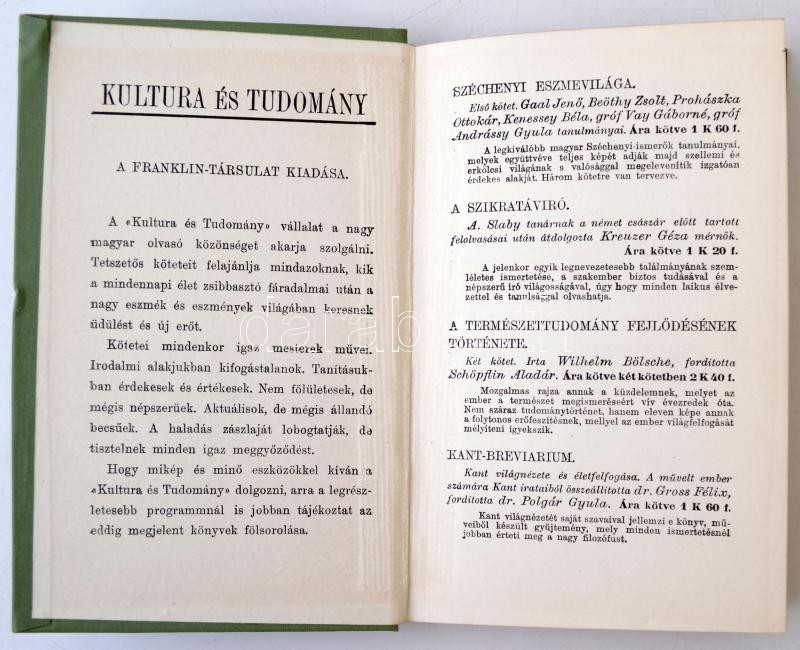 KULTURA ÉS TUDOMÁNY
A FRANKLIN-TÁRSULAT KIADÁSA.
A «Kultura és Tudomány» vállalat a nagy
magyar olvasó közönséget akarja szolgálni.
Tetszetős köteteit felajánlja mindazoknak, kik
a mindennapi élet zsibbasztó fáradalmai után a
nagy eszmék és eszmények világában keresnek
üdülést és új erőt.
Kötetei mindenkor igaz mesterek művei.
Irodalmi alakjukban kifogástalanok. Tanításuk-
ban érdekesek és értékesek. Nem fölületesek, de
mégis népszerüek. Aktuálisok, de mégis állandó
becsüek. A haladás zászlaját lobogtatják, de
tisztelnek minden igaz meggyőződést.
Hogy mikép és minő eszközökkel kíván a
«Kultura és Tudomány» dolgozni, arra a legrész-
letesebb programmnál is jobban tájékoztat az
eddig megjelent könyvek fölsorolása.
SZÉCHENYI ESZMEVILÁGA.
Első kötet. Gaal Jenő, Beöthy Zsolt, Prohászka
Ottokár, Kenessey Béla, gróf Vay Gáborné, gróf
Andrássy Gyula tanulmányai. Ára kötve 1 K 60 f.
A legkiválóbb magyar Széchenyi-ismerők tanulmányai,
melyek együttvéve teljes képét adják majd szellemi és
erkölcsi világának s valósággal megelevenítik izgatóan
érdekes alakját. Három kötetre van tervezve.
A SZIKRATÁVIRÓ.
A. Slaby tanárnak a német császár előtt tartott
felolvasásai után átdolgozta Kreuzer Géza mérnök.
Ára kötve 1 K 20 f.
A jelenkor egyik legnevezetesebb találmányának szem-
léletes ismertetése, a szakember biztos tudásával és a
népszerű iró világosságával, úgy hogy minden laikus élve-
zettel és tanulsággal olvashatja.
A TERMÉSZETTUDOMÁNY FEJLŐDÉSÉNEK
TÖRTÉNETE.
Két kötet. Irta Wilhelm Bölsche, fordította
Schöpflin Aladár. Ára kötve két kötetben 2 K 40 f.
Mozgalmas rajza annak a küzdelemnek, melyet az
ember a természet megismeréseért vív évezredek óta.
Nem száraz tudománytörténet, hanem eleven képe annak
a folytonos erőfeszítésnek, mellyel az ember világfelfogását
mélyíteni igyekszik.
KANT-BREVIARIUM.
Kant világnézete és életfelfogása. A művelt ember
számára Kant irataiból összeállította dr. Gross Félix,
fordította dr. Polgár Gyula. Ára kötve 1 K 60 f.
Kant világnézetét saját szavaival jellemzi e könyv, mű-
veiből készült gyűjtemény, mely minden ismertetésnél
jobban érteti meg a nagy filozófust.